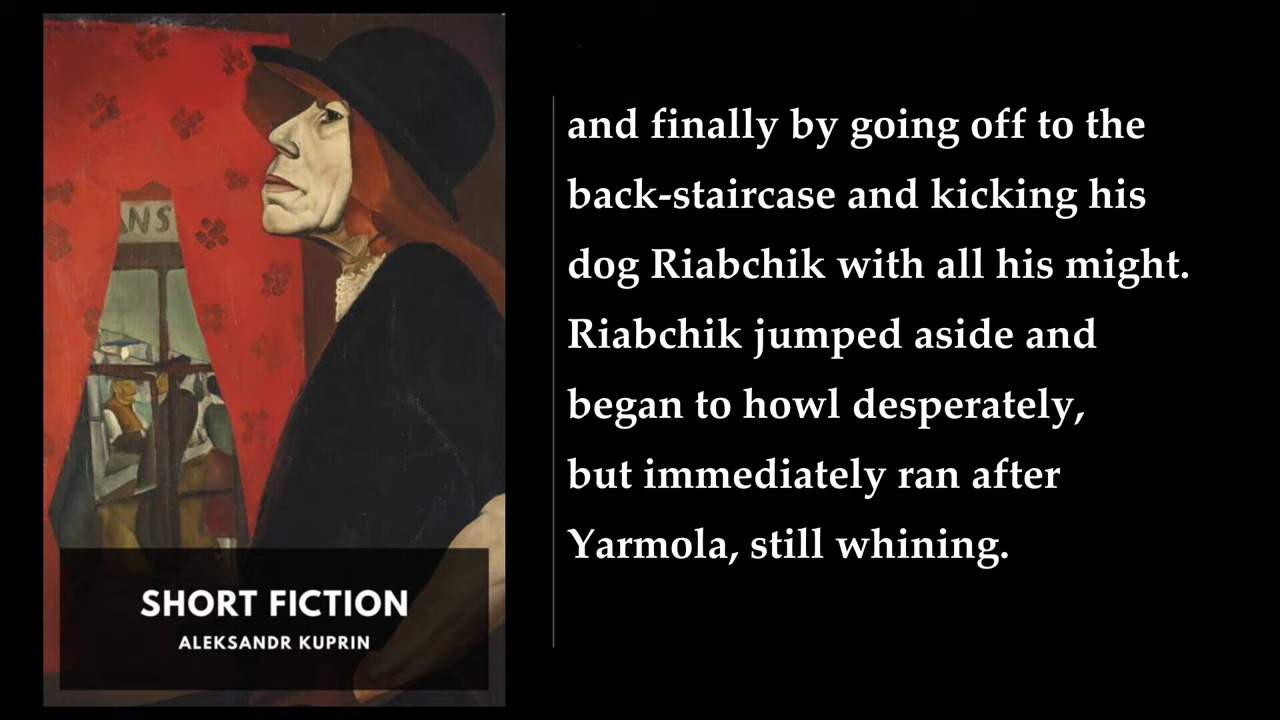 ANS
SHORT FICTION
ALEKSANDR KUPRIN
and finally by going off to the
back-staircase and kicking his
dog Riabchik with all his might.
Riabchik jumped aside and
began to howl desperately,
but immediately ran after
Yarmola, still whining.